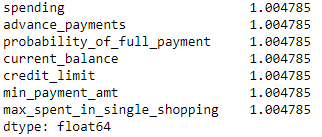 spending 1.004785
advance_payments 1.004785
probability_of_full_payment 1.004785
current_balance 1.004785
credit_limit 1.004785
min_payment_amt 1.004785
max_spent_in_single_shopping 1.004785
dtype: float64